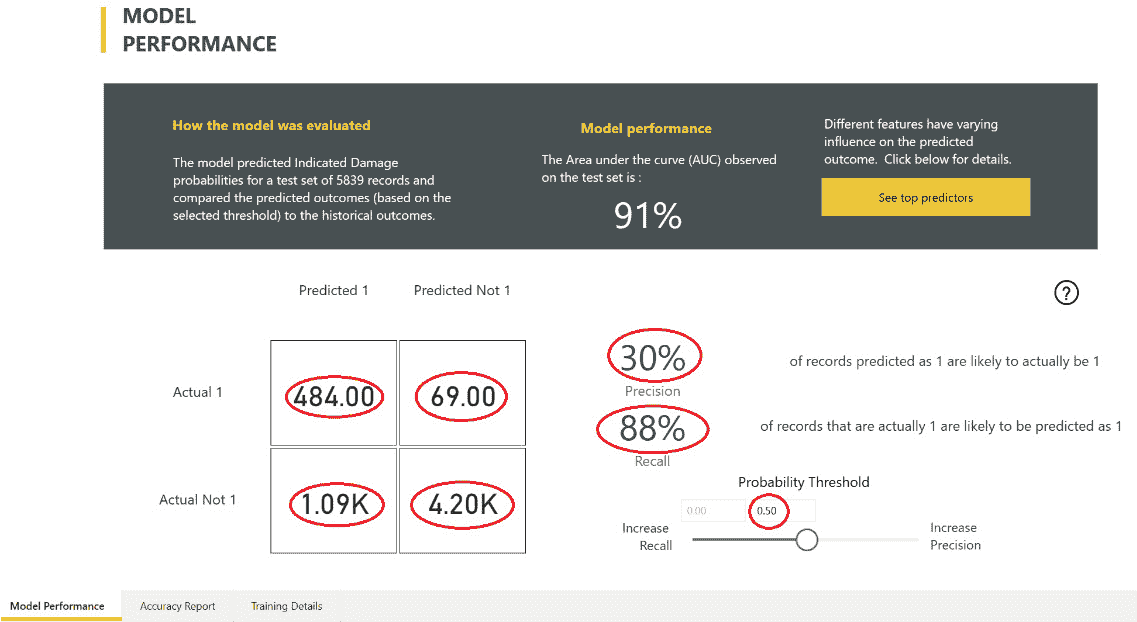 MODEL
PERFORMANCE
How the model was evaluated
The model predicted Indicated Damage
probabilities for a test set of 5839 records and
compared the predicted outcomes (based on the
selected threshold) to the historical outcomes.
Model performance
The Area under the curve (AUC) observed
on the test set is :
91%
Different features have varying
influence on the predicted
outcome. Click below for details.
See top predictors
Predicted 1
Predicted Not 1
?
Actual 1
484.00
69.00
Actual Not 1
1.09K
4.20K
30%
Precision
of records predicted as 1 are likely to actually be 1
88%
Recall
of records that are actually 1 are likely to be predicted as 1
Probability Threshold
0.00
0.50
Increase
Recall
Increase
Precision
Model Performance
Accuracy Report
Training Details